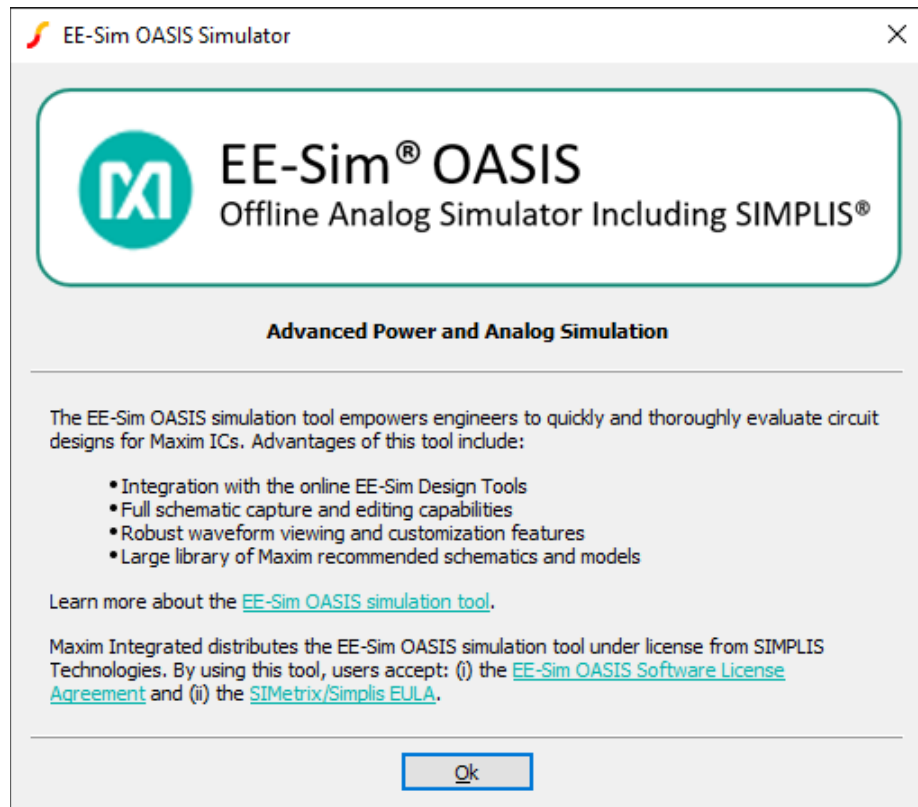 EE-Sim OASIS Simulator
EE-Sim® OASIS
Offline Analog Simulator Including SIMPLIS®
Advanced Power and Analog Simulation
The EE-Sim OASIS simulation tool empowers engineers to quickly and thoroughly evaluate circuit
designs for Maxim ICs. Advantages of this tool include:
• Integration with the online EE-Sim Design Tools
• Full schematic capture and editing capabilities
• Robust waveform viewing and customization features
• Large library of Maxim recommended schematics and models
Learn more about the EE-Sim OASIS simulation tool.
Maxim Integrated distributes the EE-Sim OASIS simulation tool under license from SIMPLIS
Technologies. By using this tool, users accept: (i) the EE-Sim OASIS Software License
Agreement and (ii) the SIMetrix/Simplis EULA.
Ok